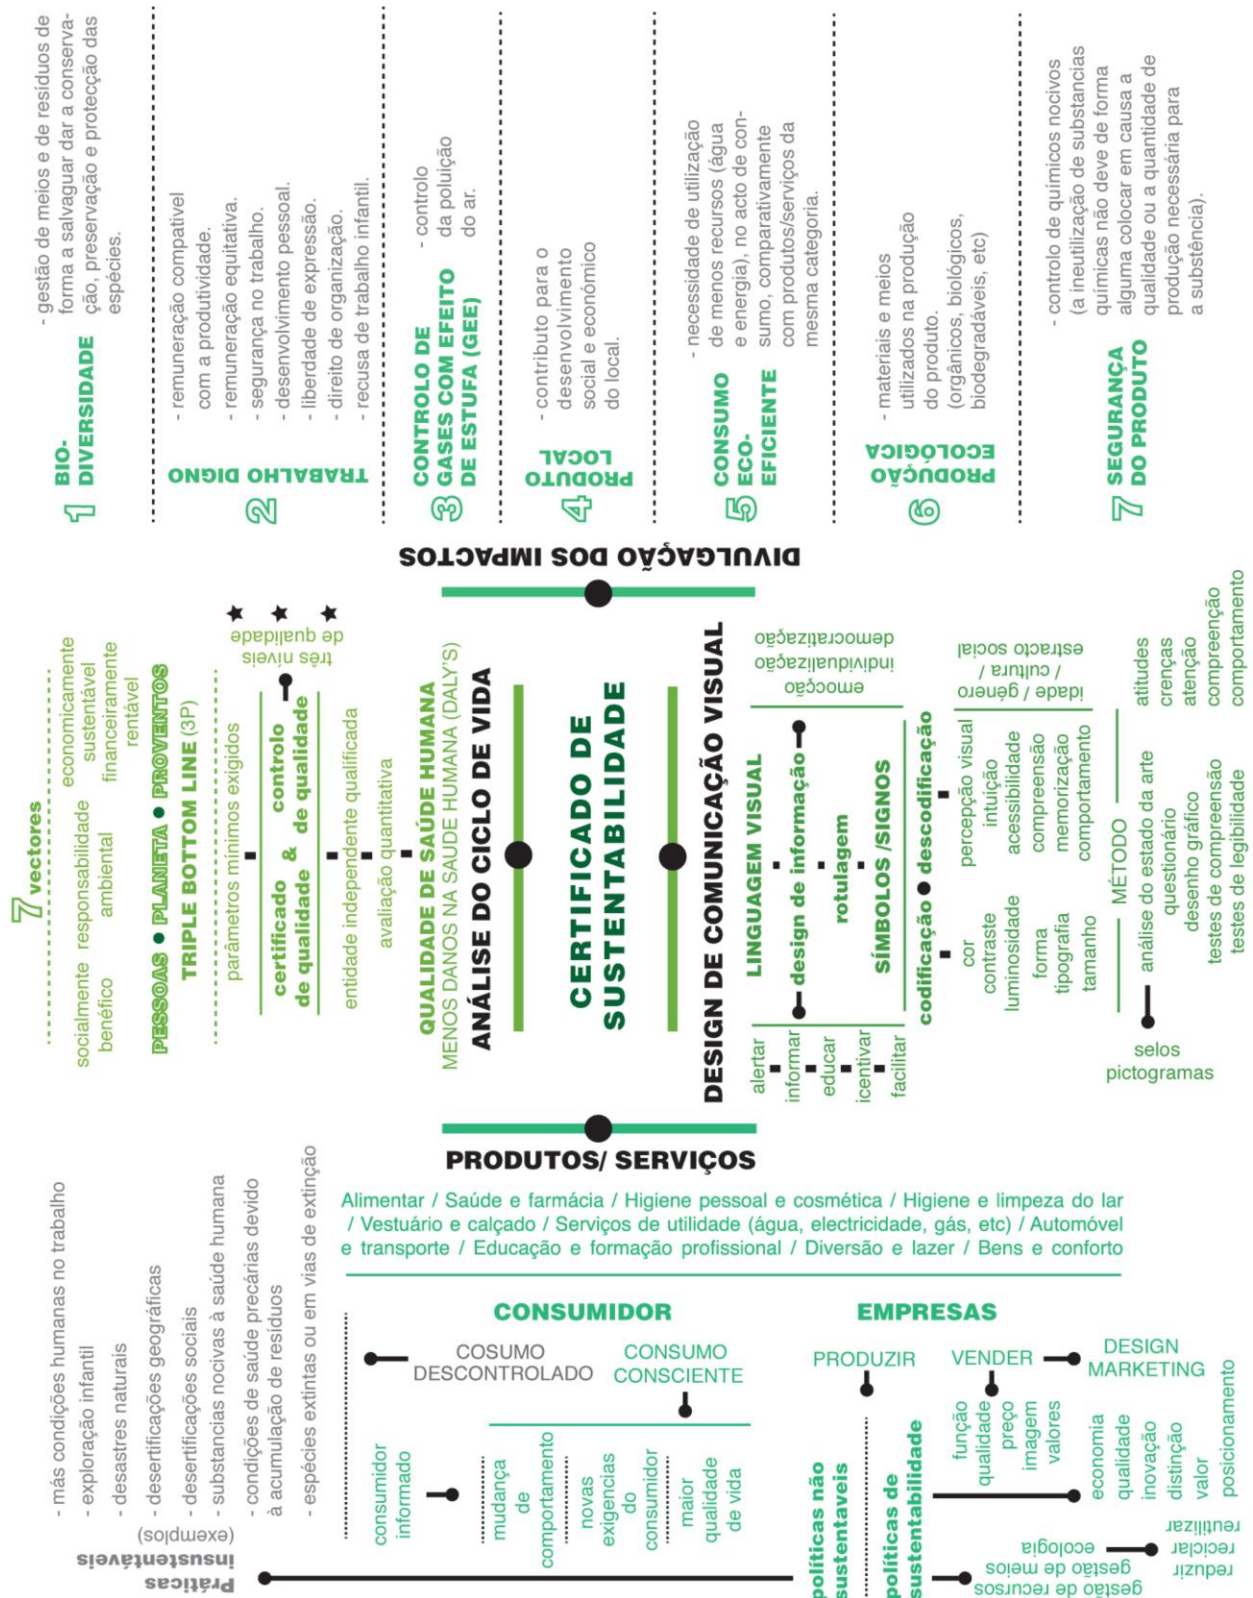 1 BIO-
DIVERSIDADE
- gestão de meios e de resíduos de
forma a salvaguar dar a conserva-
ção, preservação e protecção das
espécies.
2 TRABALHO DIGNO
- remuneração compativel
com a produtividade.
- remuneração equitativa.
- segurança no trabalho.
- desenvolvimento pessoal.
- liberdade de expressão.
- direito de organização.
- recusa de trabalho infantil.
3 CONTROLO DE
GASES COM EFEITO
DE ESTUFA (GEE)
- controlo
da poluição
do ar.
4 PRODUTO
LOCAL
- contributo para o
desenvolvimento
social e económico
do local.
5 CONSUMO
ECO-
EFICIENTE
- necessidade de utilização
de menos recursos (água
e energia), no acto de con-
sumo, comparativamente
com produtos/serviços da
mesma categoria.
6 PRODUÇÃO
ECOLÓGICA
- materiais e meios
utilizados na produção
do produto.
(orgânicos, biológicos,
biodegradáveis, etc)
7 SEGURANÇA
DO PRODUTO
- controlo de químicos nocivos
(a ineutilização de substancias
químicas não deve de forma
alguma colocar em causa a
qualidade ou a quantidade de
produção necessária para
a substência).
DIVULGAÇÃO DOS IMPACTOS
7 vectores
socialmente
benéfico
responsabilidade
ambiental
economicamente
sustentável
financeiramente
rentável
PESSOAS ● PLANETA ● PROVENTOS
TRIPLE BOTTOM LINE (3P)
parâmetros mínimos exigidos
certificado & controlo
de qualidade de qualidade
três níveis
de qualidade
entidade independente qualificada
avaliação quantitativa
QUALIDADE DE SAÚDE HUMANA
MENOS DANOS NA SAÚDE HUMANA (DALY'S)
ANÁLISE DO CICLO DE VIDA
CERTIFICADO DE
SUSTENTABILIDADE
DESIGN DE COMUNICAÇÃO VISUAL
LINGUAGEM VISUAL
design de informação
rotulagem
SÍMBOLOS /SIGNOS
alertar
informar
educar
icentivar
facilitar
emocção
individualização
democratização
codificação ● descodificação
cor
contraste
luminosidade
forma
tipografia
tamanho
percepção visual
intuição
acessibilidade
compreensão
memorização
comportamento
idade / género
/ cultura /
estracto social
MÉTODO
selos
pictogramas
análise do estado da arte
questionário
desenho gráfico
testes de compreensão
testes de legibilidade
atitudes
crenças
atenção
compreenção
comportamento
PRODUTOS/ SERVIÇOS
Alimentar / Saúde e farmácia / Higiene pessoal e cosmética / Higiene e limpeza do lar
/ Vestuário e calçado / Serviços de utilidade (água, electricidade, gás, etc) / Automóvel
e transporte / Educação e formação profissional / Diversão e lazer / Bens e conforto
CONSUMIDOR
COSUMO
DESCONTROLADO
CONSUMO
CONSCIENTE
consumidor
informado
mudança
de
comportamento
novas
exigencias
do
consumidor
maior
qualidade
de vida
EMPRESAS
PRODUZIR
VENDER
DESIGN
MARKETING
função
qualidade
preço
imagem
valores
políticas não
sustentaveis
políticas de
sustentabilidade
economia
qualidade
inovação
distinção
valor
posicionamento
gestão de recursos
gestão de meios
ecologia
reduzir
reciclar
reutilizar
Práticas
insustentáveis
(exemplos)
- más condições humanas no trabalho
- exploração infantil
- desastres naturais
- desertificações geográficas
- desertificações sociais
- substancias nocivas à saúde humana
- condições de saúde precárias devido
à acumulação de resíduos
- espécies extintas ou em vias de extinção